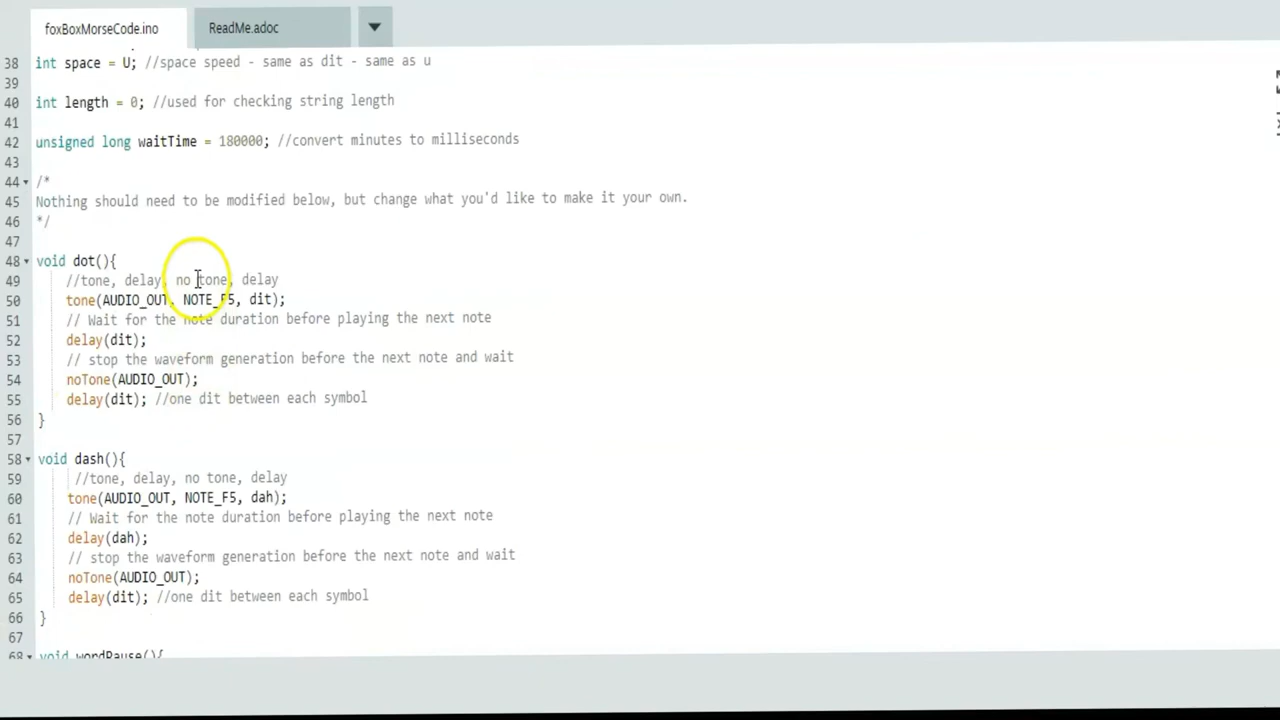 foxBoxMorseCode.ino
ReadMe.adoc
38 int space = U; //space speed - same as dit - same as u
39
40 int length = 0; //used for checking string length
41
42 unsigned long waitTime = 180000; //convert minutes to milliseconds
43
44 /*
45 Nothing should need to be modified below, but change what you'd like to make it your own.
46 */
47
48 void dot(){
49 //tone, delay, no tone, delay
50 tone(AUDIO_OUT, NOTE_F5, dit);
51 // Wait for the note duration before playing the next note
52 delay(dit);
53 // stop the waveform generation before the next note and wait
54 noTone(AUDIO_OUT);
55 delay(dit); //one dit between each symbol
56 }
57
58 void dash(){
59 //tone, delay, no tone, delay
60 tone(AUDIO_OUT, NOTE_F5, dah);
61 // Wait for the note duration before playing the next note
62 delay(dah);
63 // stop the waveform generation before the next note and wait
64 noTone(AUDIO_OUT);
65 delay(dit); //one dit between each symbol
66 }
67
68 void wordPause(){